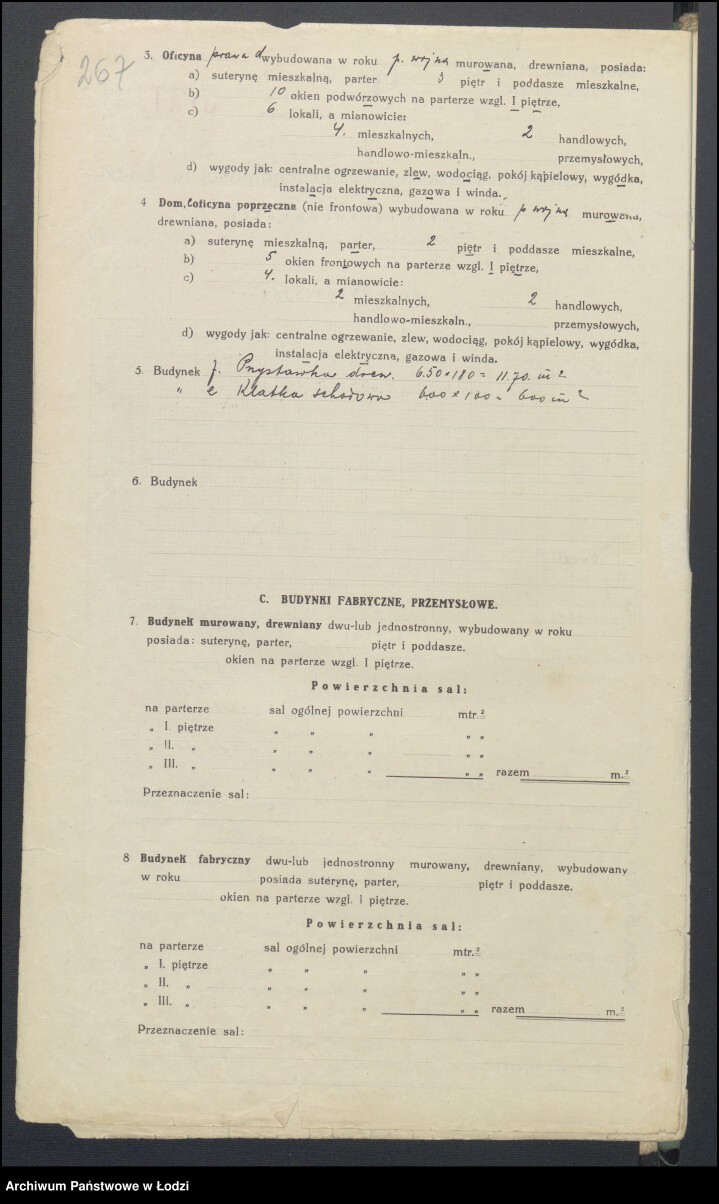 267
3. Oficyna prawa d wybudowana w roku p. wojną murowana, drewniana, posiada:
a) suterynę mieszkalną, parter 3 piętr i poddasze mieszkalne,
b) 10 okien podwórzowych na parterze wzgl. I piętrze,
c) 6 lokali, a mianowicie:
4. mieszkalnych, 2 handlowych,
handlowo-mieszkaln., przemysłowych,
d) wygody jak: centralne ogrzewanie, zlew, wodociąg, pokój kąpielowy, wygódka,
instalacja elektryczna, gazowa i winda.
4 Dom, oficyna poprzeczna (nie frontowa) wybudowana w roku p wojną murowana,
drewniana, posiada:
a) suterynę mieszkalną, parter, 2 piętr i poddasze mieszkalne,
b) 5 okien frontowych na parterze wzgl. I piętrze,
c) 4. lokali, a mianowicie:
2 mieszkalnych, 2 handlowych,
handlowo-mieszkaln., przemysłowych,
d) wygody jak: centralne ogrzewanie, zlew, wodociąg, pokój kąpielowy, wygódka,
instalacja elektryczna, gazowa i winda.
5. Budynek f. Przystawka drew. 6.50 x 180 = 11.70. m²
„ e Klatka schodowa 600 x 100 = 600 m²
6. Budynek
C. BUDYNKI FABRYCZNE, PRZEMYSŁOWE.
7. Budynek murowany, drewniany dwu-lub jednostronny, wybudowany w roku
posiada: suterynę, parter, piętr i poddasze.
okien na parterze wzgl. I piętrze.
Powierzchnia sal:
na parterze sal ogólnej powierzchni mtr.²
„ I. piętrze „ „ „ „ „
„ II. „ „ „ „ „ „
„ III. „ „ „ „ „ „ razem m.²
Przeznaczenie sal:
8 Budynek fabryczny dwu-lub jednostronny murowany, drewniany, wybudowany
w roku posiada suterynę, parter, piętr i poddasze.
okien na parterze wzgl. I piętrze.
Powierzchnia sal:
na parterze sal ogólnej powierzchni mtr.²
„ I. piętrze „ „ „ „ „
„ II. „ „ „ „ „ „
„ III. „ „ „ „ „ „ razem m.²
Przeznaczenie sal:
Archiwum Państwowe w Łodzi